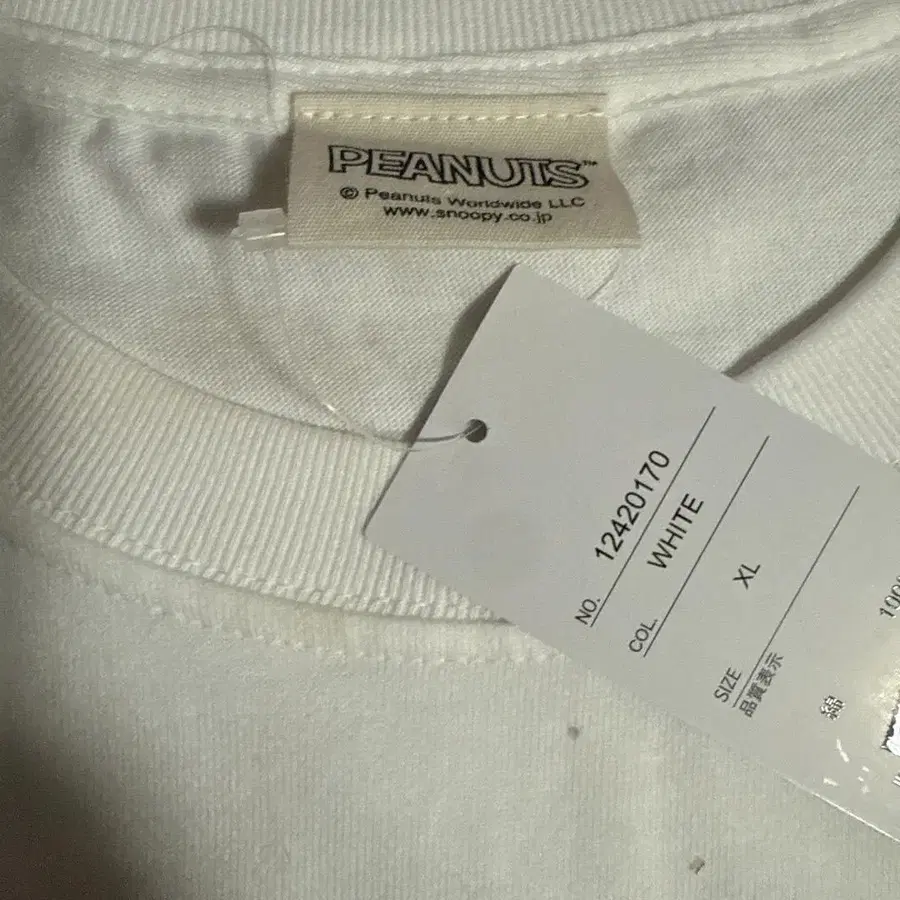 PEANUTS™
© Peanuts Worldwide LLC
www.snoopy.co.jp
NO. 12420170
COL. WHITE
SIZE XL
品質表示
綿 100